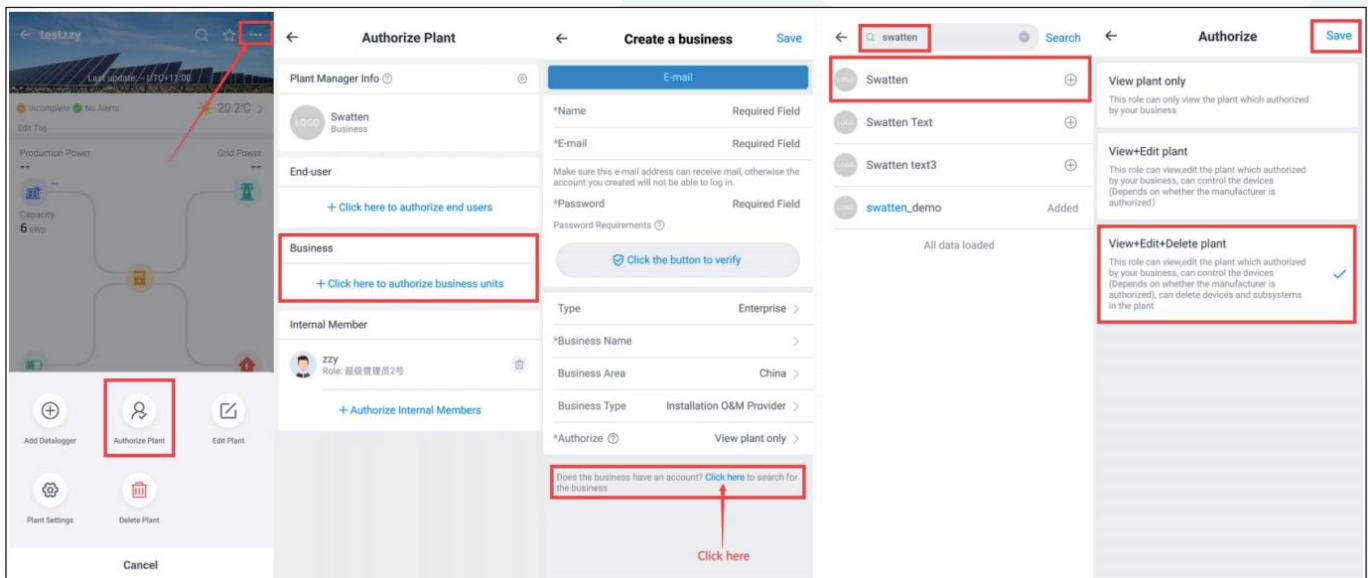 testzzy
Last update:-- UTC+11:00
Incomplete No Alerts
20.2℃ >
Edit Tag
Production Power
Grid Power
--
--
--
Capacity
6 kWp
Add Datalogger
Authorize Plant
Edit Plant
Plant Settings
Delete Plant
Cancel
Authorize Plant
Plant Manager Info
LOGO
Swatten
Business
End-user
+ Click here to authorize end users
Business
+ Click here to authorize business units
Internal Member
zzy
Role: 超级管理员2号
+ Authorize Internal Members
Create a business
Save
E-mail
*Name
Required Field
*E-mail
Required Field
Make sure this e-mail address can receive mail, otherwise the
account you created will not be able to log in.
*Password
Required Field
Password Requirements
Click the button to verify
Type
Enterprise >
*Business Name
>
Business Area
China >
Business Type
Installation O&M Provider >
*Authorize
View plant only >
Does the business have an account? Click here to search for
the business
Click here
swatten
Search
LOGO
Swatten
LOGO
Swatten Text
LOGO
Swatten text3
LOGO
swatten_demo
Added
All data loaded
Authorize
Save
View plant only
This role can only view the plant which authorized
by your business
View+Edit plant
This role can view,edit the plant which authorized
by your business, can control the devices
(Depends on whether the manufacturer is
authorized)
View+Edit+Delete plant
This role can view,edit the plant which authorized
by your business, can control the devices
(Depends on whether the manufacturer is
authorized), can delete devices and subsystems
in the plant